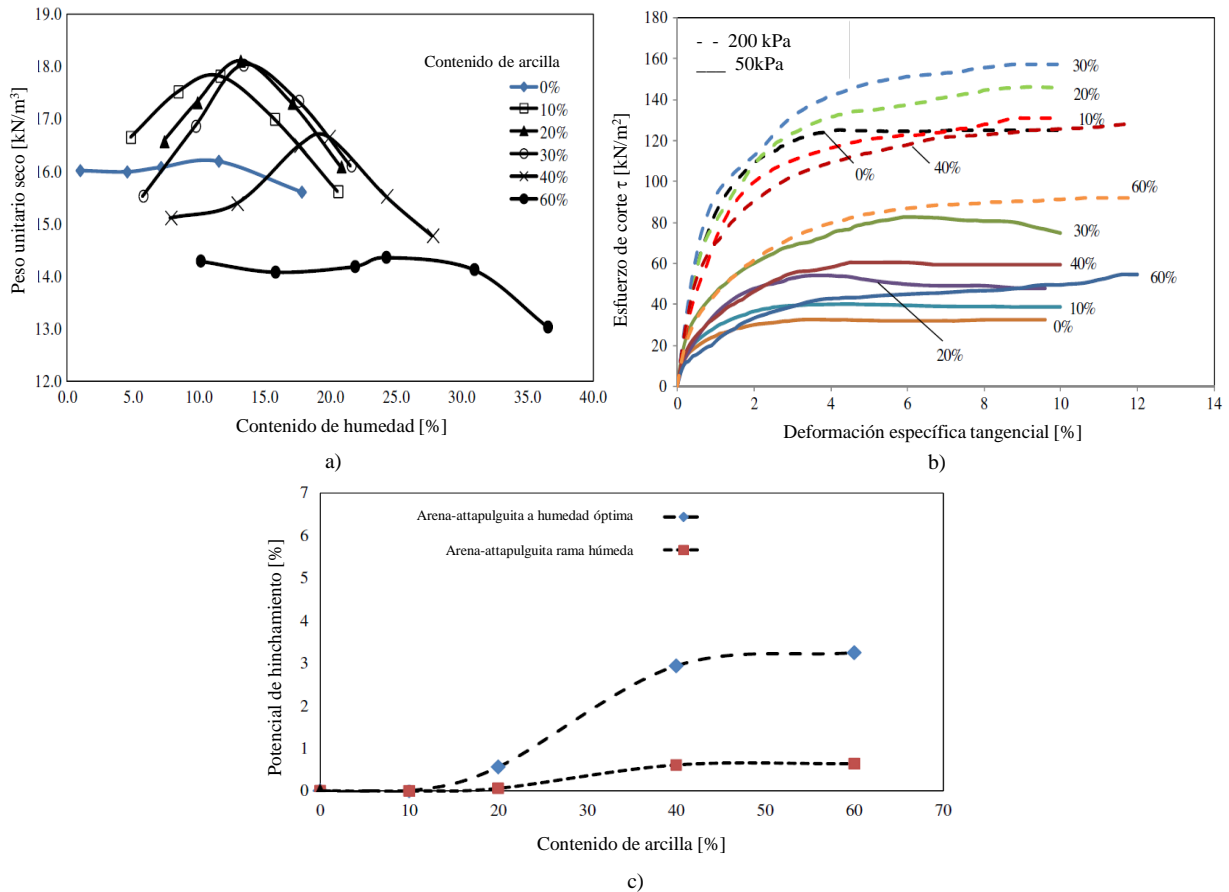 19.0
18.0
17.0
16.0
15.0
14.0
13.0
12.0
Peso unitario seco [kN/m³]
Contenido de arcilla
0%
10%
20%
30%
40%
60%
0.0 5.0 10.0 15.0 20.0 25.0 30.0 35.0 40.0
Contenido de humedad [%]
a)
180
160
140
120
100
80
60
40
20
0
Esfuerzo de corte τ [kN/m²]
200 kPa
50kPa
30%
20%
10%
40%
0%
60%
30%
40%
60%
10%
0%
20%
0 2 4 6 8 10 12 14
Deformación específica tangencial [%]
b)
7
6
5
4
3
2
1
0
Potencial de hinchamiento [%]
Arena-attapulguita a humedad óptima
Arena-attapulguita rama húmeda
0 10 20 30 40 50 60 70
Contenido de arcilla [%]
c)